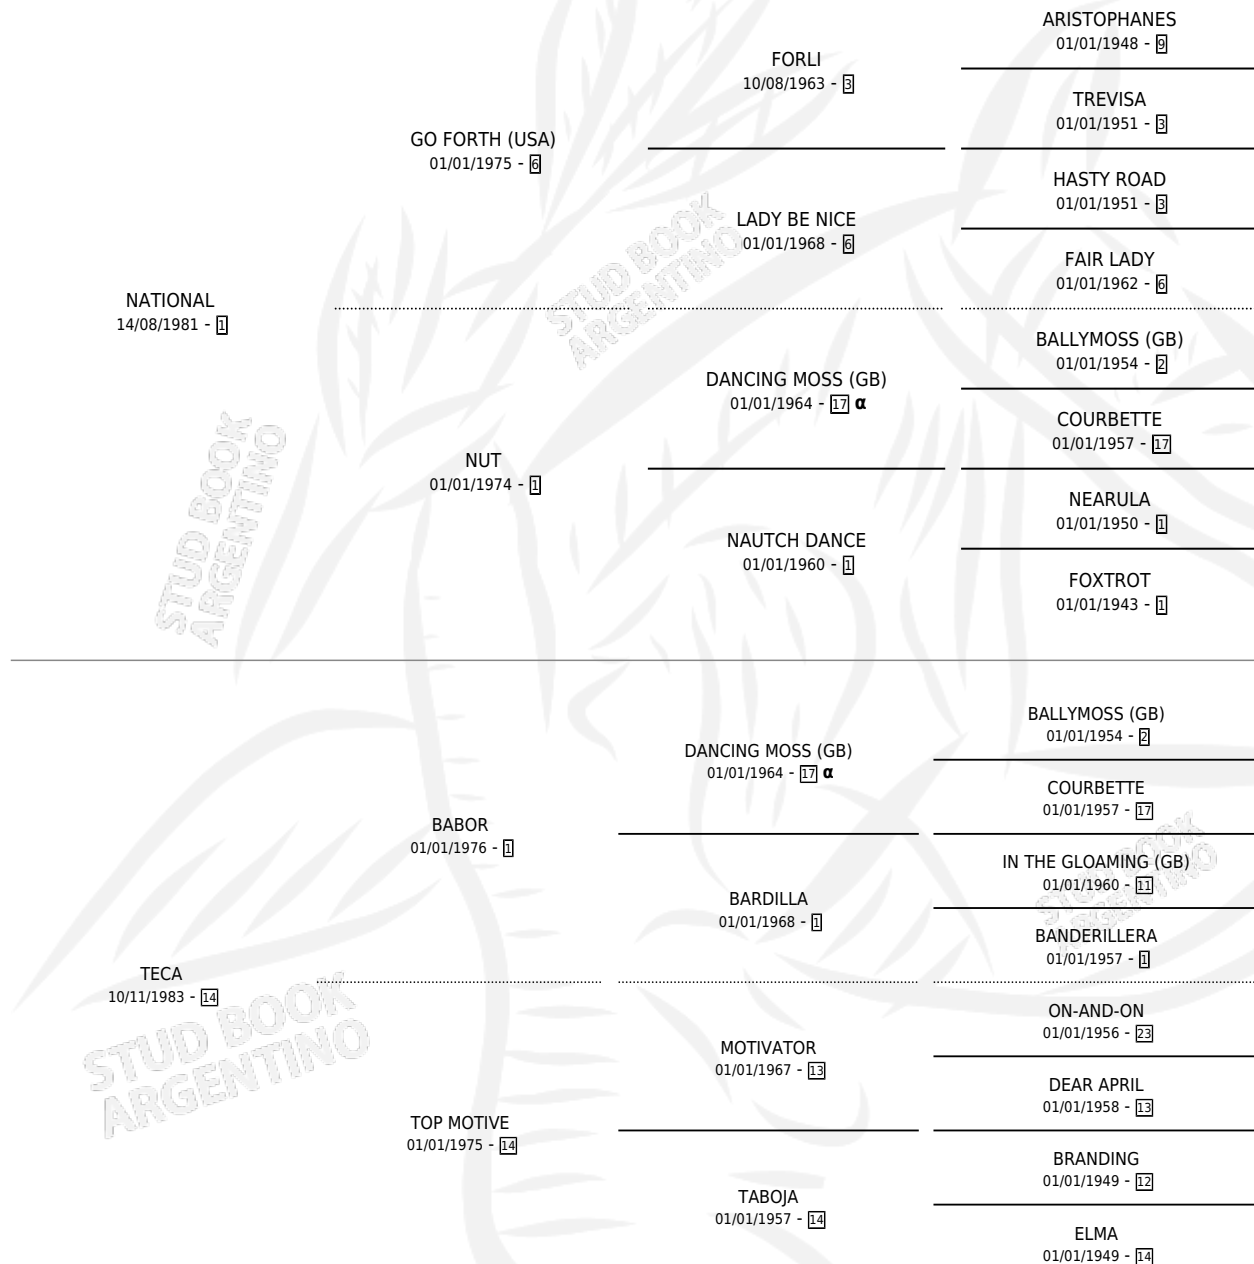 ARISTOPHANES
01/01/1948 - 9
FORLI
10/08/1963 - 3
TREVISA
01/01/1951 - 3
GO FORTH (USA)
01/01/1975 - 6
HASTY ROAD
01/01/1951 - 3
LADY BE NICE
01/01/1968 - 6
FAIR LADY
01/01/1962 - 6
STUD BOOK
ARGENTINO
NATIONAL
14/08/1981 - 1
BALLYMOSS (GB)
01/01/1954 - 2
DANCING MOSS (GB)
01/01/1964 - 17 α
COURBETTE
01/01/1957 - 17
NUT
01/01/1974 - 1
NEARULA
01/01/1950 - 1
NAUTCH DANCE
01/01/1960 - 1
FOXTROT
01/01/1943 - 1
STUD BOOK
ARGENTINO
BALLYMOSS (GB)
01/01/1954 - 2
DANCING MOSS (GB)
01/01/1964 - 17 α
COURBETTE
01/01/1957 - 17
BABOR
01/01/1976 - 1
IN THE GLOAMING (GB)
01/01/1960 - 11
BARDILLA
01/01/1968 - 1
BANDERILLERA
01/01/1957 - 1
STUD BOOK
ARGENTINO
TECA
10/11/1983 - 14
ON-AND-ON
01/01/1956 - 23
MOTIVATOR
01/01/1967 - 13
DEAR APRIL
01/01/1958 - 13
TOP MOTIVE
01/01/1975 - 14
BRANDING
01/01/1949 - 12
TABOJA
01/01/1957 - 14
ELMA
01/01/1949 - 14
STUD BOOK
ARGENTINO